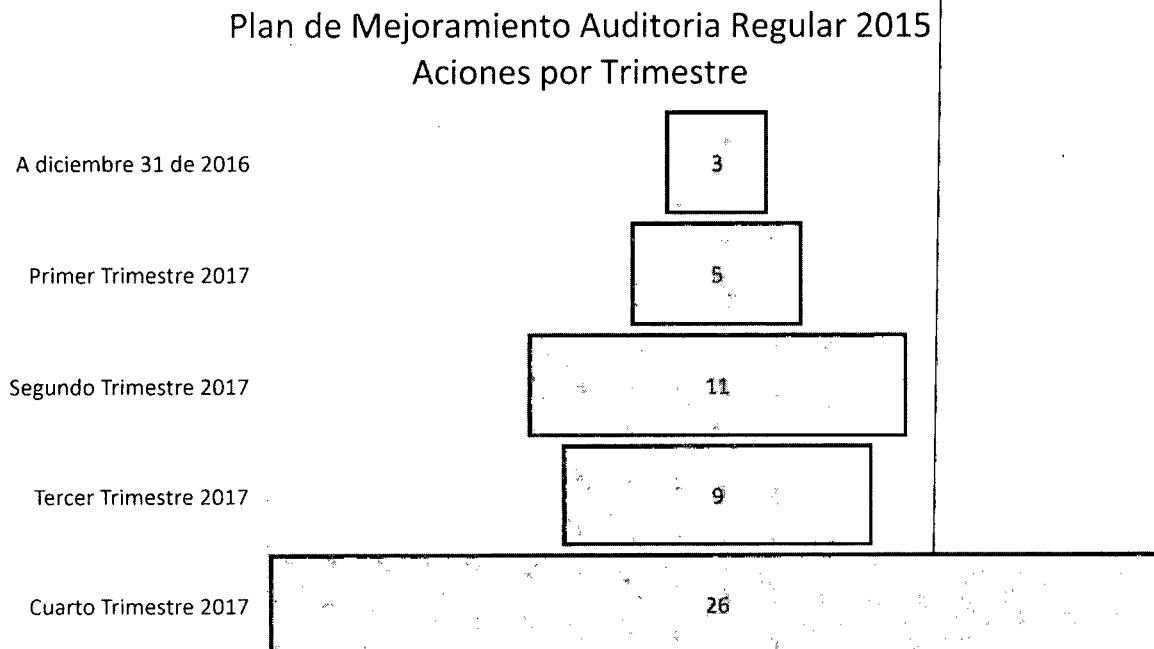 Plan de Mejoramiento Auditoria Regular 2015
Aciones por Trimestre
A diciembre 31 de 2016
3
Primer Trimestre 2017
5
Segundo Trimestre 2017
11
Tercer Trimestre 2017
9
Cuarto Trimestre 2017
26